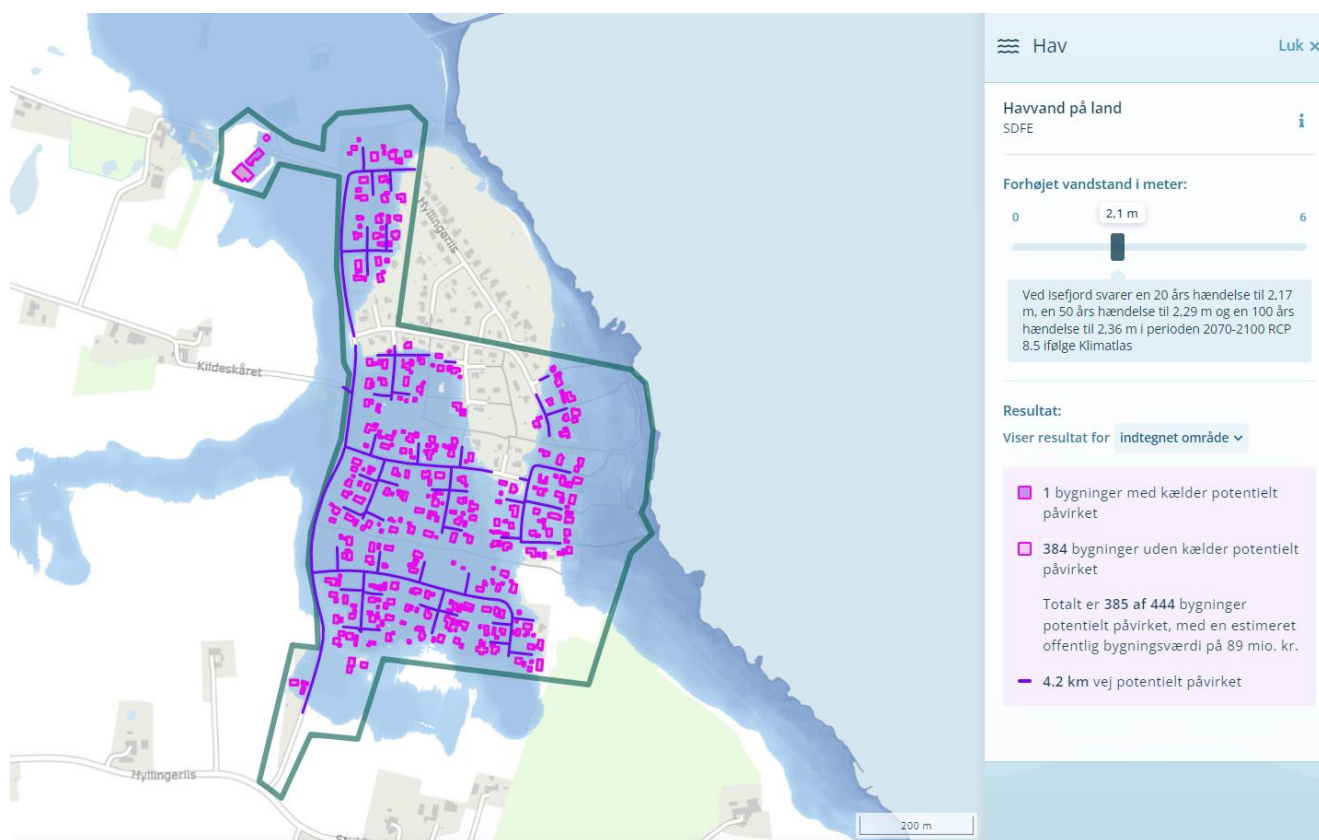 Hyllingeriis
Kildeskåret
Hyllingeriis
200 m
Hav
Luk ×
Havvand på land
SDFE
i
Forhøjet vandstand i meter:
0
2,1 m
6
Ved Isefjord svarer en 20 års hændelse til 2,17
m, en 50 års hændelse til 2,29 m og en 100 års
hændelse til 2,36 m i perioden 2070-2100 RCP
8.5 ifølge Klimatlas
Resultat:
Viser resultat for indtegnet område
1 bygninger med kælder potentielt
påvirket
384 bygninger uden kælder potentielt
påvirket
Totalt er 385 af 444 bygninger
potentielt påvirket, med en estimeret
offentlig bygningsværdi på 89 mio. kr.
4.2 km vej potentielt påvirket